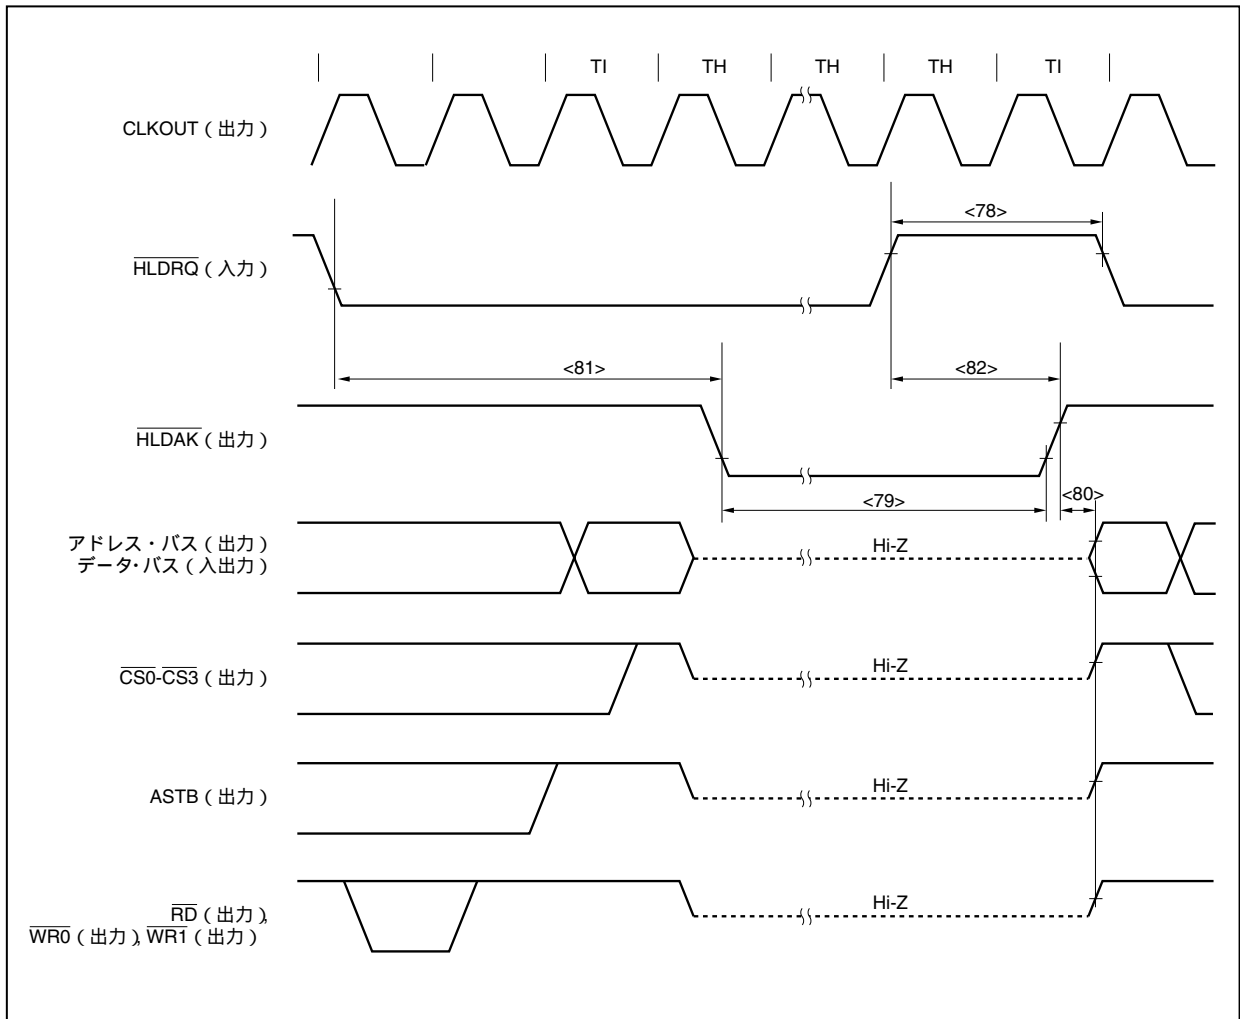 TI TH TH TH TI
CLKOUT（出力）
<78>
HLDRQ（入力）
<81> <82>
HLDAK（出力）
<79> <80>
アドレス・バス（出力） Hi-Z
データ・バス（入出力）
CS0-CS3（出力） Hi-Z
ASTB（出力） Hi-Z
RD（出力）, Hi-Z
WR0（出力）, WR1（出力）